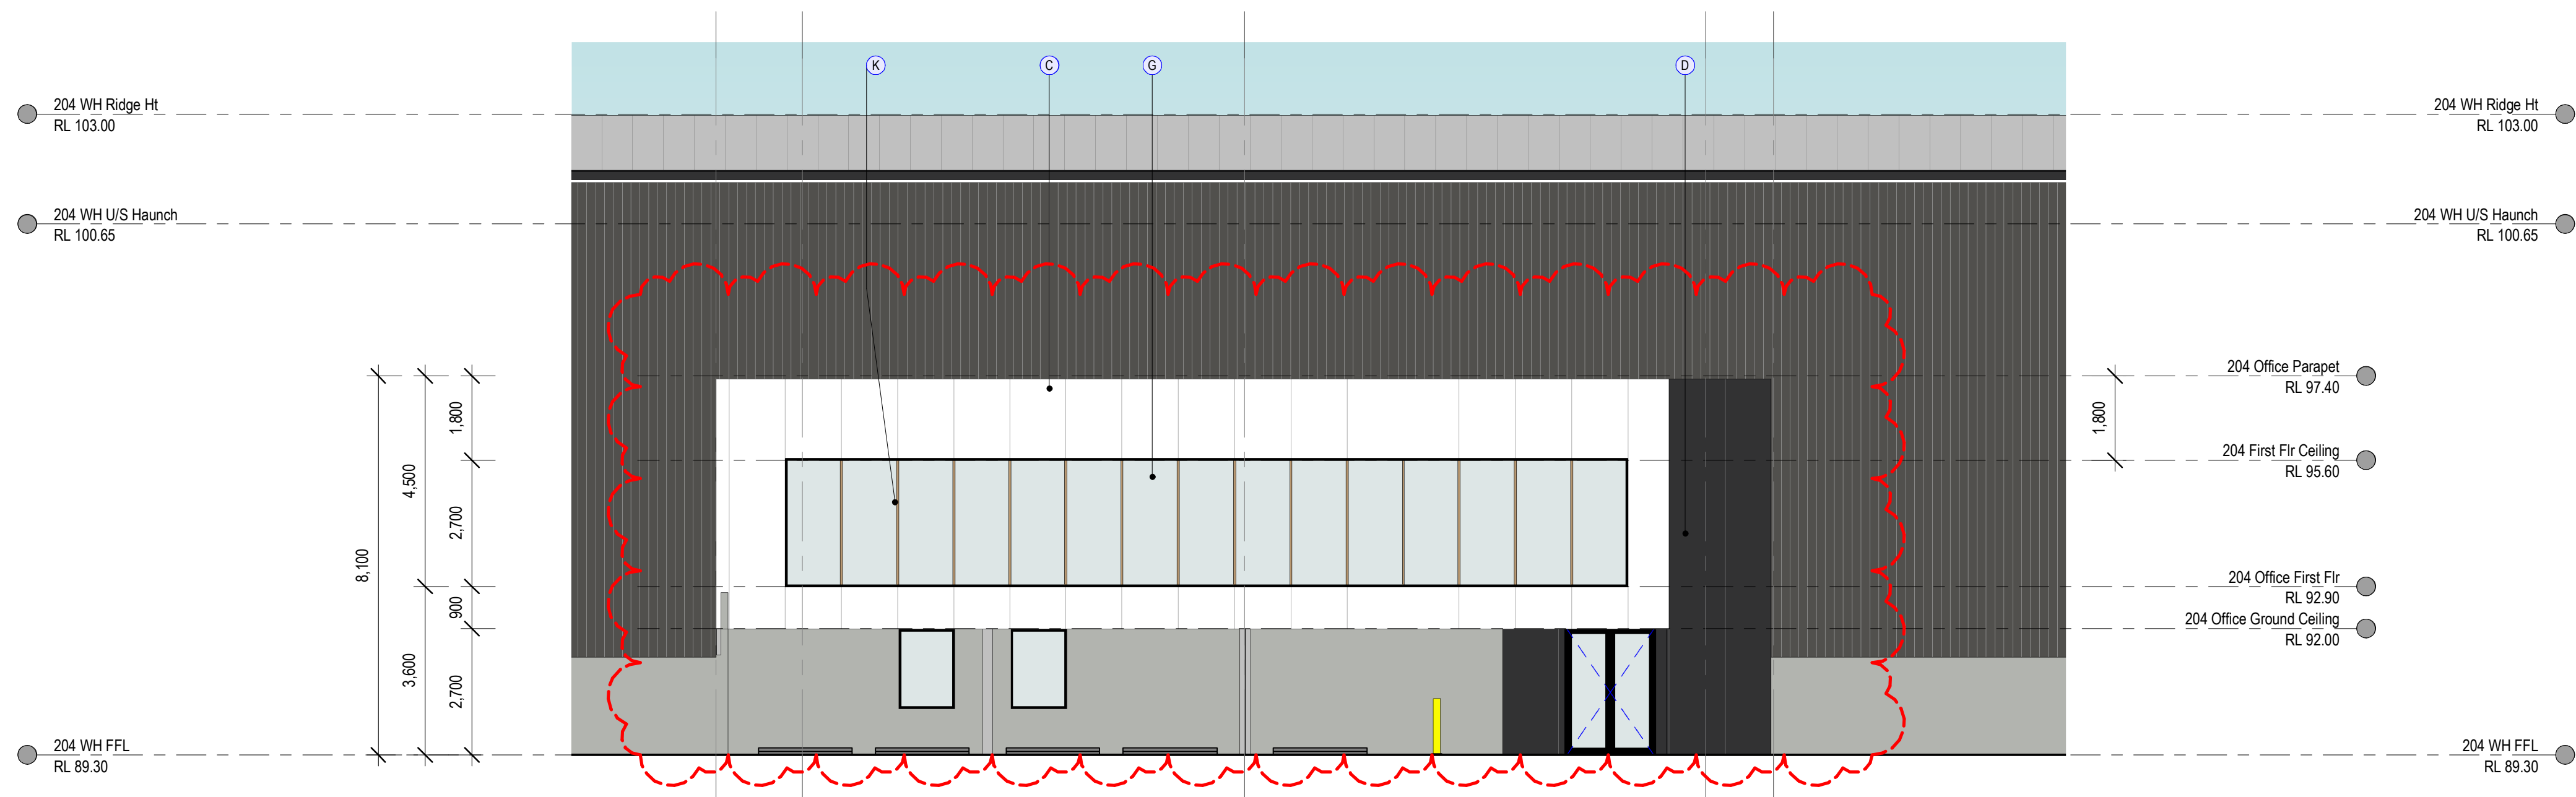 K
C
G
D
204 WH Ridge Ht
RL 103.00
204 WH Ridge Ht
RL 103.00
204 WH U/S Haunch
RL 100.65
204 WH U/S Haunch
RL 100.65
204 Office Parapet
RL 97.40
1,800
1,800
204 First Flr Ceiling
RL 95.60
4,500
2,700
8,100
204 Office First Flr
RL 92.90
900
204 Office Ground Ceiling
RL 92.00
3,600
2,700
204 WH FFL
RL 89.30
204 WH FFL
RL 89.30